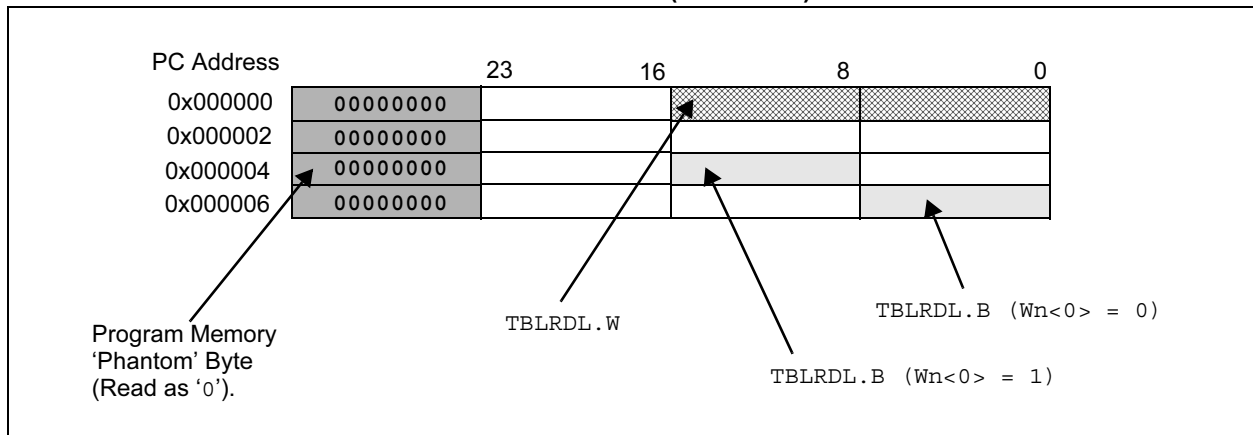 PC Address
23 16 8 0
0x000000 00000000
0x000002 00000000
0x000004 00000000
0x000006 00000000
TBLRDL.W
TBLRDL.B (Wn<0> = 0)
Program Memory
‘Phantom’ Byte
(Read as ‘0’).
TBLRDL.B (Wn<0> = 1)